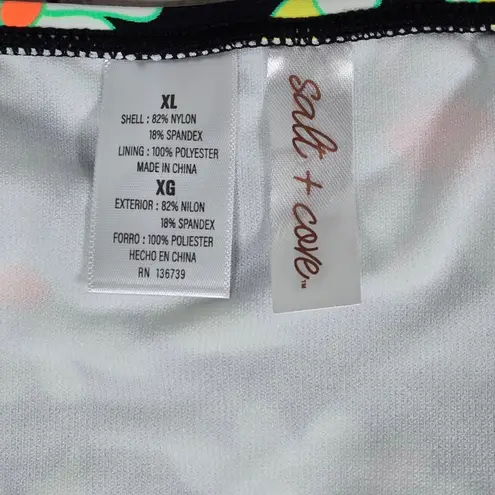 XL
SHELL : 82% NYLON
18% SPANDEX
LINING : 100% POLYESTER
MADE IN CHINA
XG
EXTERIOR : 82% NILON
18% SPANDEX
FORRO : 100% POLIESTER
HECHO EN CHINA
RN 136739
salt + cove™